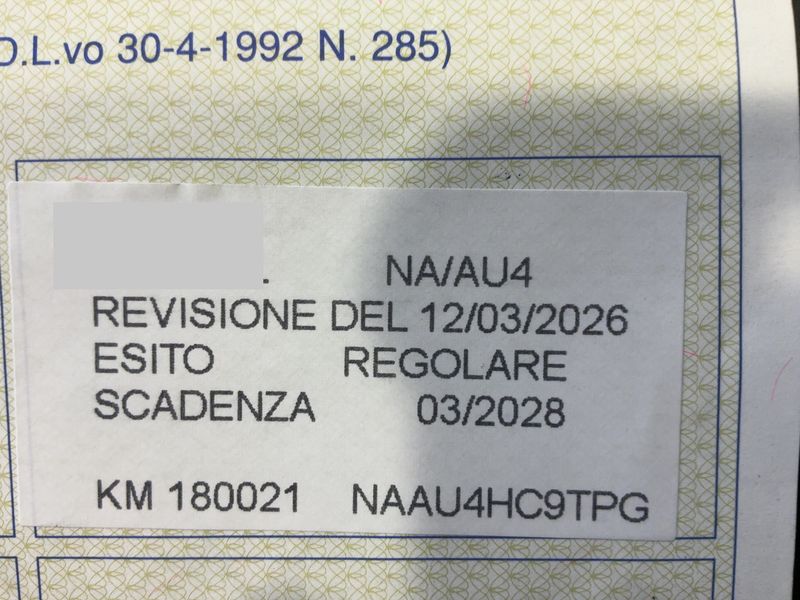 D.L.vo 30-4-1992 N. 285)
. NA/AU4
REVISIONE DEL 12/03/2026
ESITO REGOLARE
SCADENZA 03/2028
KM 180021 NAAU4HC9TPG